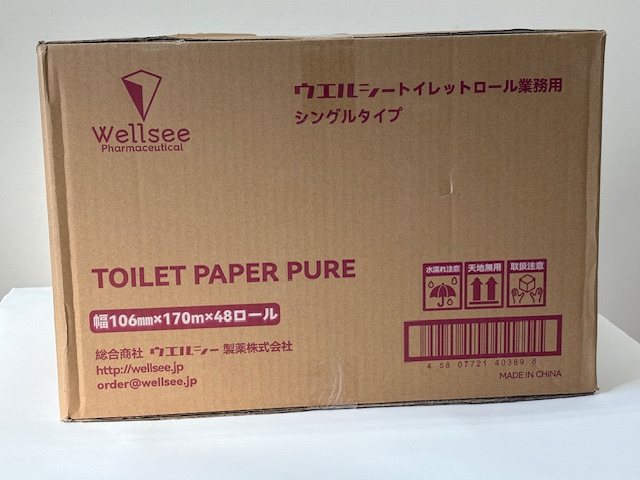 Wellsee
Pharmaceutical
ウエルシートイレットロール業務用
シングルタイプ
TOILET PAPER PURE
幅106mm×170m×48ロール
水濡れ注意
天地無用
取扱注意
総合商社 ウエルシー 製薬株式会社
http://wellsee.jp
order@wellsee.jp
4 58 07721 40389 0
MADE IN CHINA